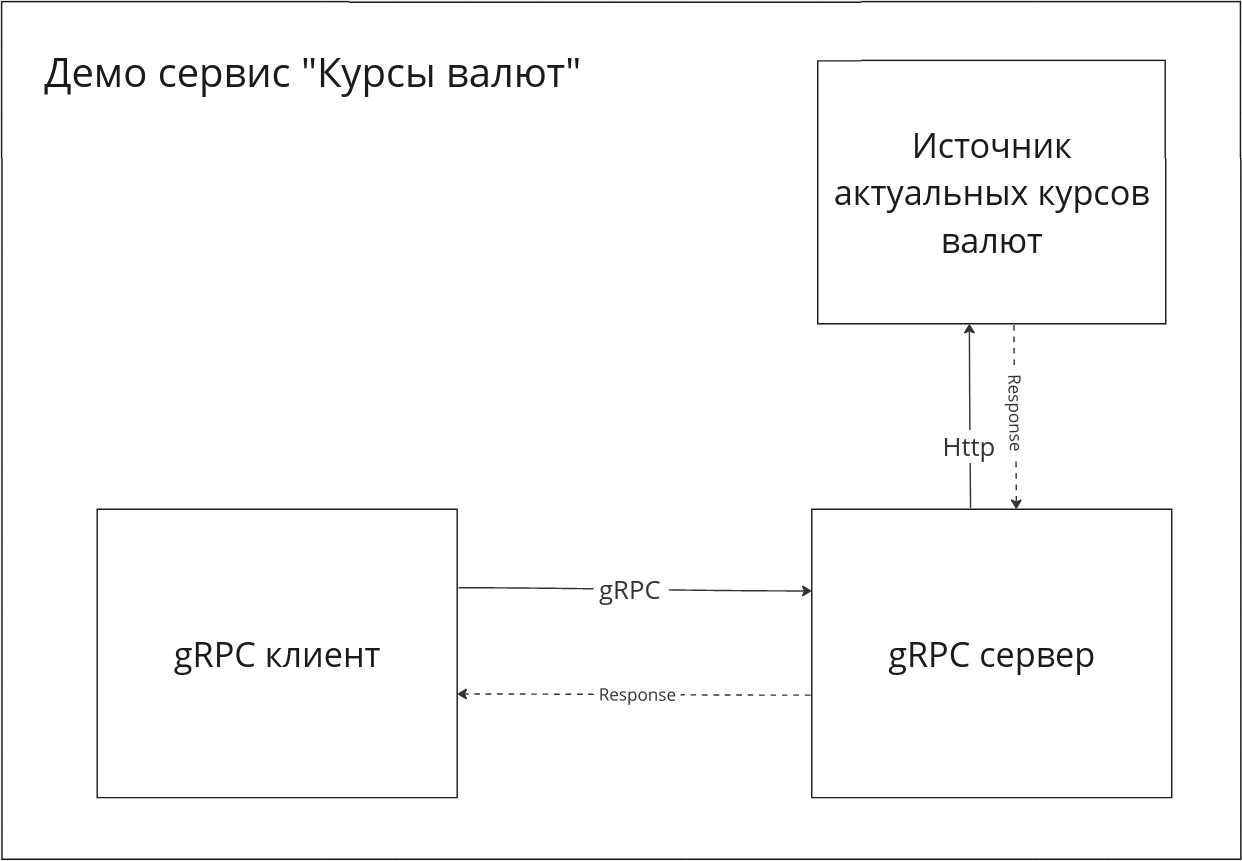 Демо сервис "Курсы валют"
Источник
актуальных курсов
валют
Response
Http
gRPC
gRPC клиент
gRPC сервер
Response